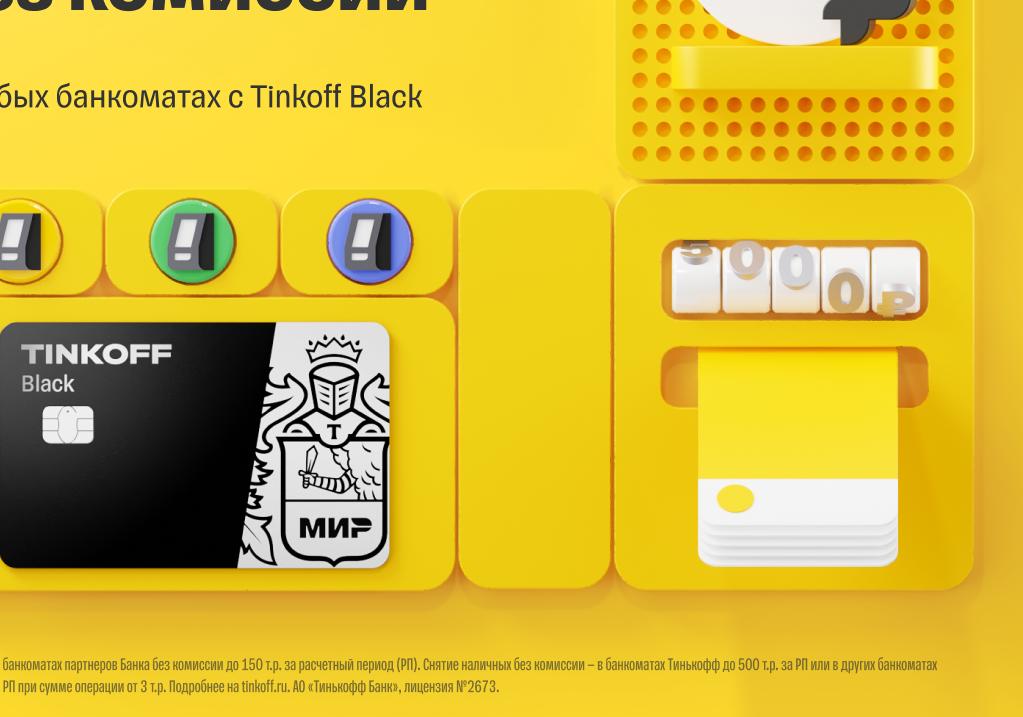 комиссии
бых банкоматах с Tinkoff Black
5000₽
TINKOFF
Black
Т
МИР
банкоматах партнеров Банка без комиссии до 150 т.р. за расчетный период (РП). Снятие наличных без комиссии – в банкоматах Тинькофф до 500 т.р. за РП или в других банкоматах
РП при сумме операции от 3 т.р. Подробнее на tinkoff.ru. АО «Тинькофф Банк», лицензия №2673.